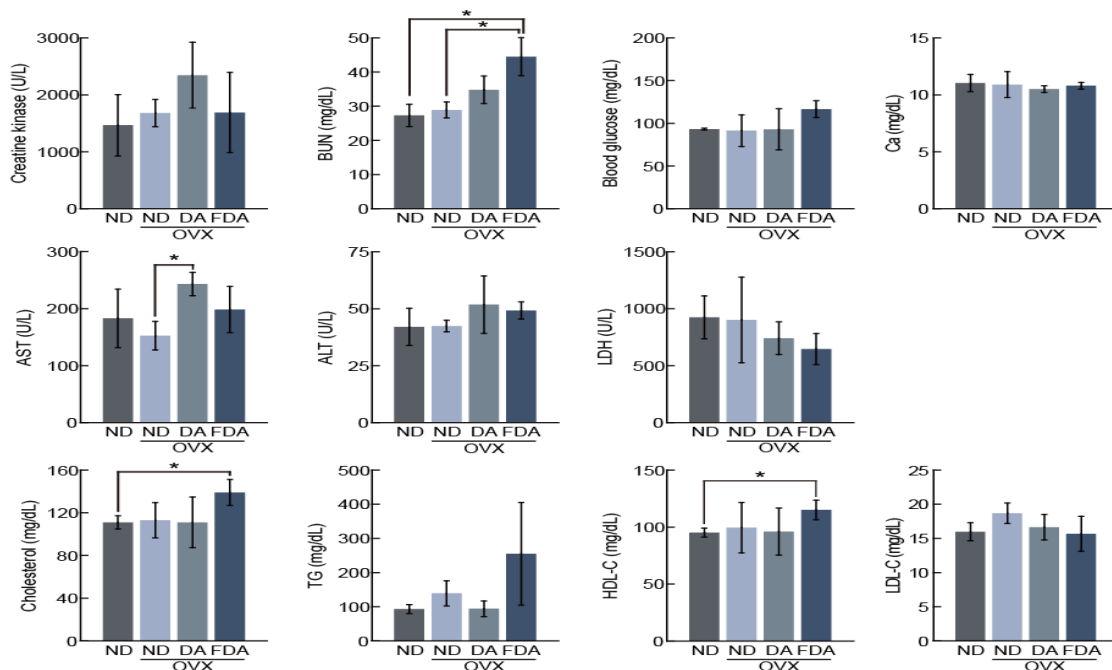 * *
3000 50 200 15
Creatine kinase (U/L) BUN (mg/dL) Blood glucose (mg/dL) Ca (mg/dL)
40
2000 150 10
30
100
20
1000 5
10 50
0 0 0 0
ND ND DA FDA ND ND DA FDA ND ND DA FDA ND ND DA FDA
OVX OVX OVX OVX
300 75 1500
*
AST (U/L) ALT (U/L) LDH (U/L)
200 50 1000
100 25 500
0 0 0
ND ND DA FDA ND ND DA FDA ND ND DA FDA
OVX OVX OVX
160 500 150 25
* *
Cholesterol (mg/dL) TG (mg/dL) HDL-C (mg/dL) LDL-C (mg/dL)
400 20
120 100
300 15
80
200 10
50
40 100 5
0 0 0 0
ND ND DA FDA ND ND DA FDA ND ND DA FDA ND ND DA FDA
OVX OVX OVX OVX